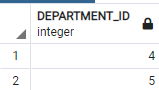 DEPARTMENT_ID
integer
1 4
2 5